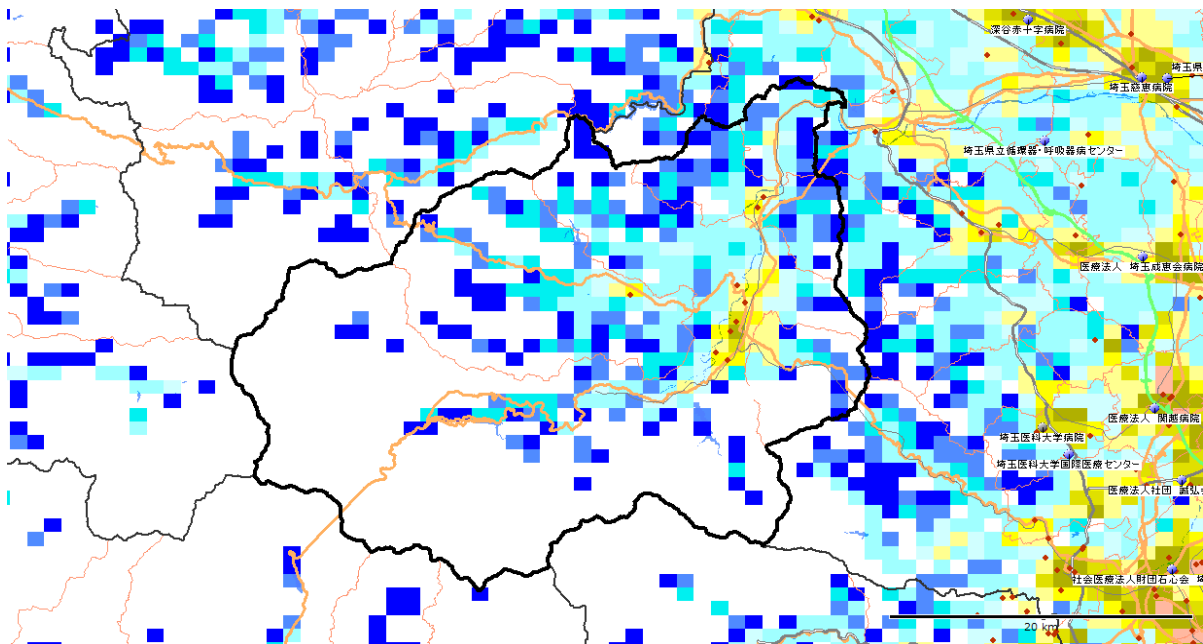 深谷赤十字病院
埼玉県
埼玉慈恵病院
埼玉県立循環器・呼吸器病センター
医療法人 埼玉成恵会病院
医療法人 関越病院
埼玉医科大学病院
埼玉医科大学国際医療センター
医療法人社団 誠弘会
社会医療法人財団石心会 埼
20 km